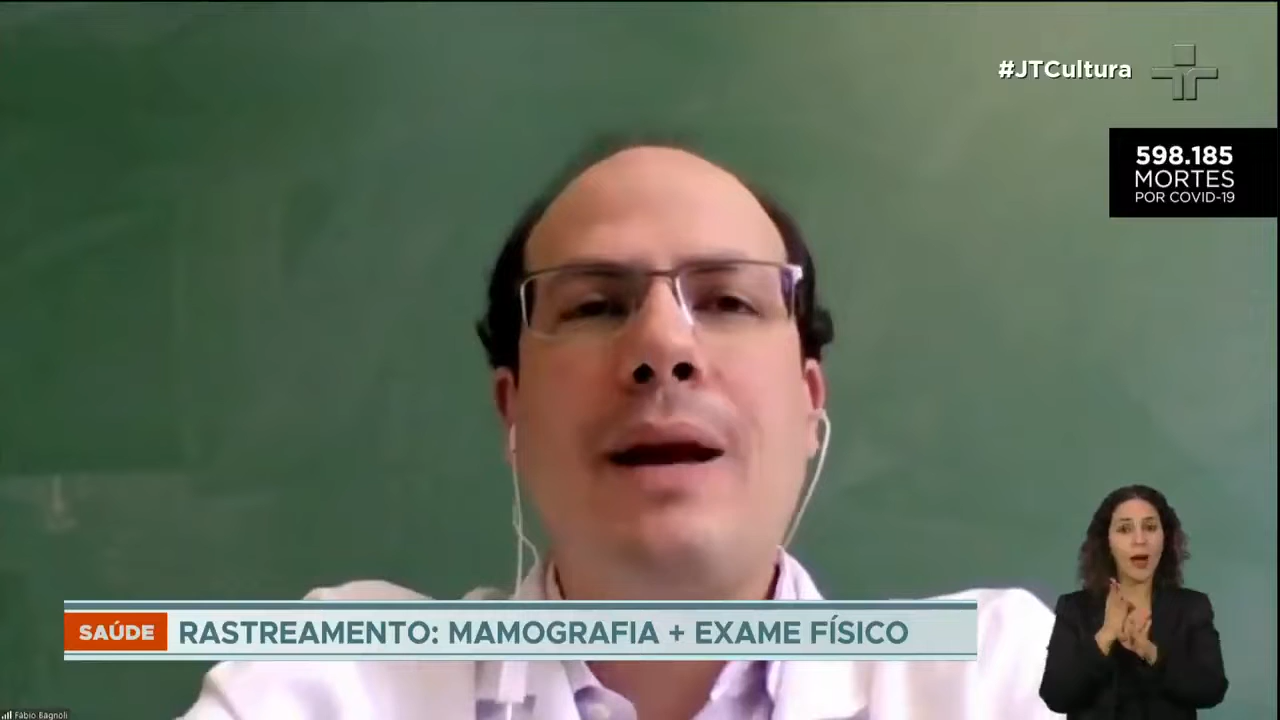 #JTCultura
598.185
MORTES
POR COVID-19
SAÚDE RASTREAMENTO: MAMOGRAFIA + EXAME FÍSICO
Fábio Bagnoli